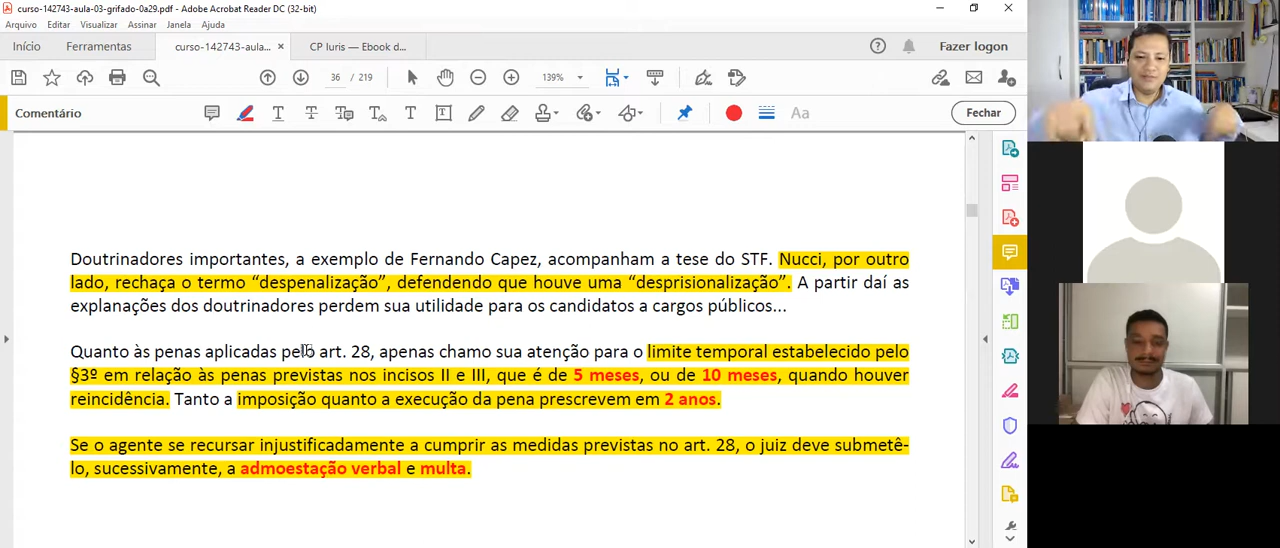 curso-142743-aula-03-grifado-0a29.pdf - Adobe Acrobat Reader DC (32-bit)
Arquivo Editar Visualizar Assinar Janela Ajuda
Início Ferramentas curso-142743-aula... × CP Iuris — Ebook d... Fazer logon
36 / 219 139%
Comentário Aa Fechar
Doutrinadores importantes, a exemplo de Fernando Capez, acompanham a tese do STF. Nucci, por outro
lado, rechaça o termo “despenalização”, defendendo que houve uma “desprisionalização”. A partir daí as
explanações dos doutrinadores perdem sua utilidade para os candidatos a cargos públicos...
Quanto às penas aplicadas pelo art. 28, apenas chamo sua atenção para o limite temporal estabelecido pelo
§3º em relação às penas previstas nos incisos II e III, que é de 5 meses, ou de 10 meses, quando houver
reincidência. Tanto a imposição quanto a execução da pena prescrevem em 2 anos.
Se o agente se recursar injustificadamente a cumprir as medidas previstas no art. 28, o juiz deve submetê-
lo, sucessivamente, a admoestação verbal e multa.